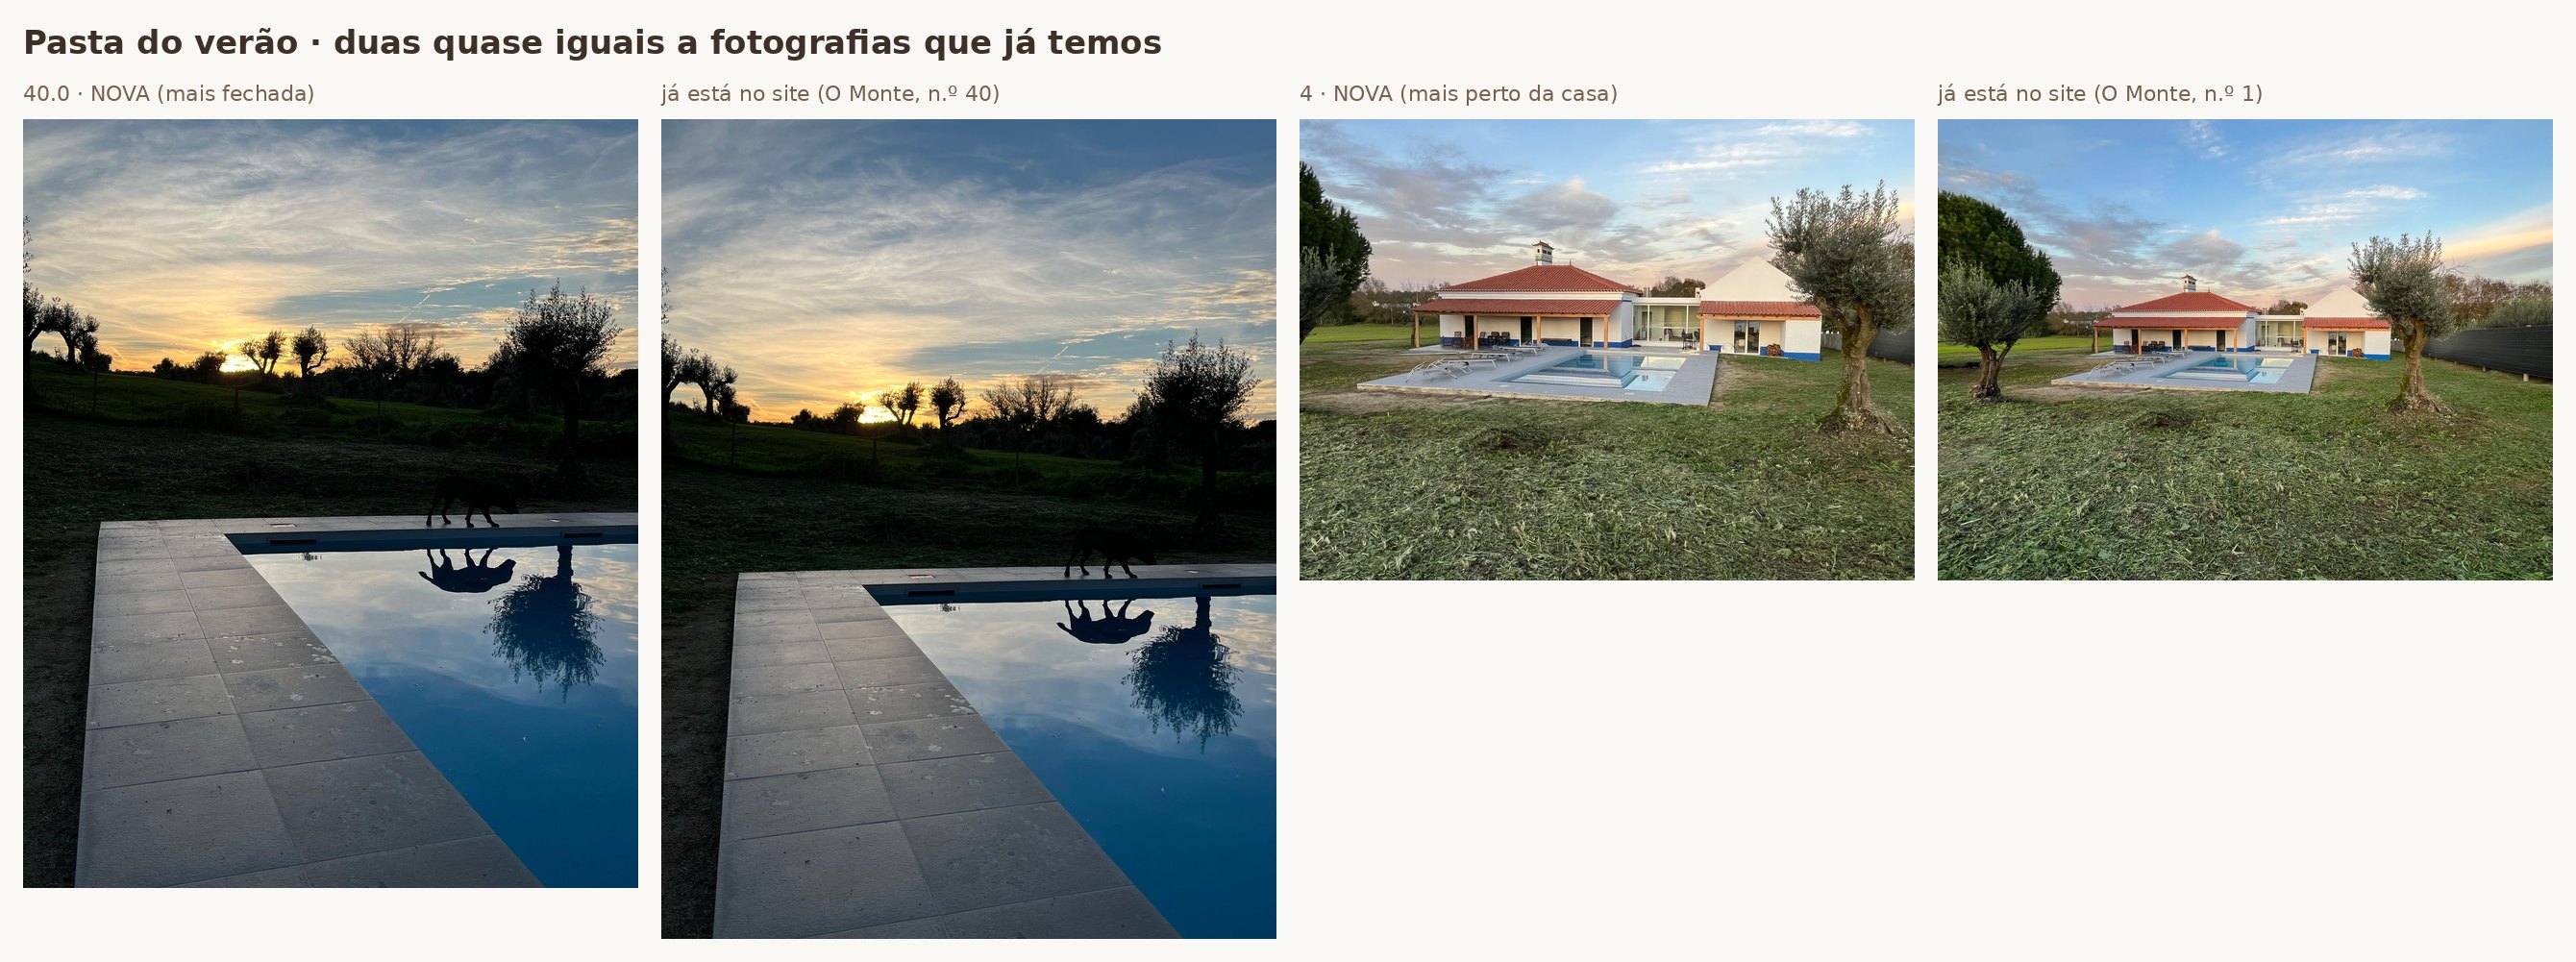 Pasta do verão · duas quase iguais a fotografias que já temos
40.0 · NOVA (mais fechada)
já está no site (O Monte, n.º 40)
4 · NOVA (mais perto da casa)
já está no site (O Monte, n.º 1)